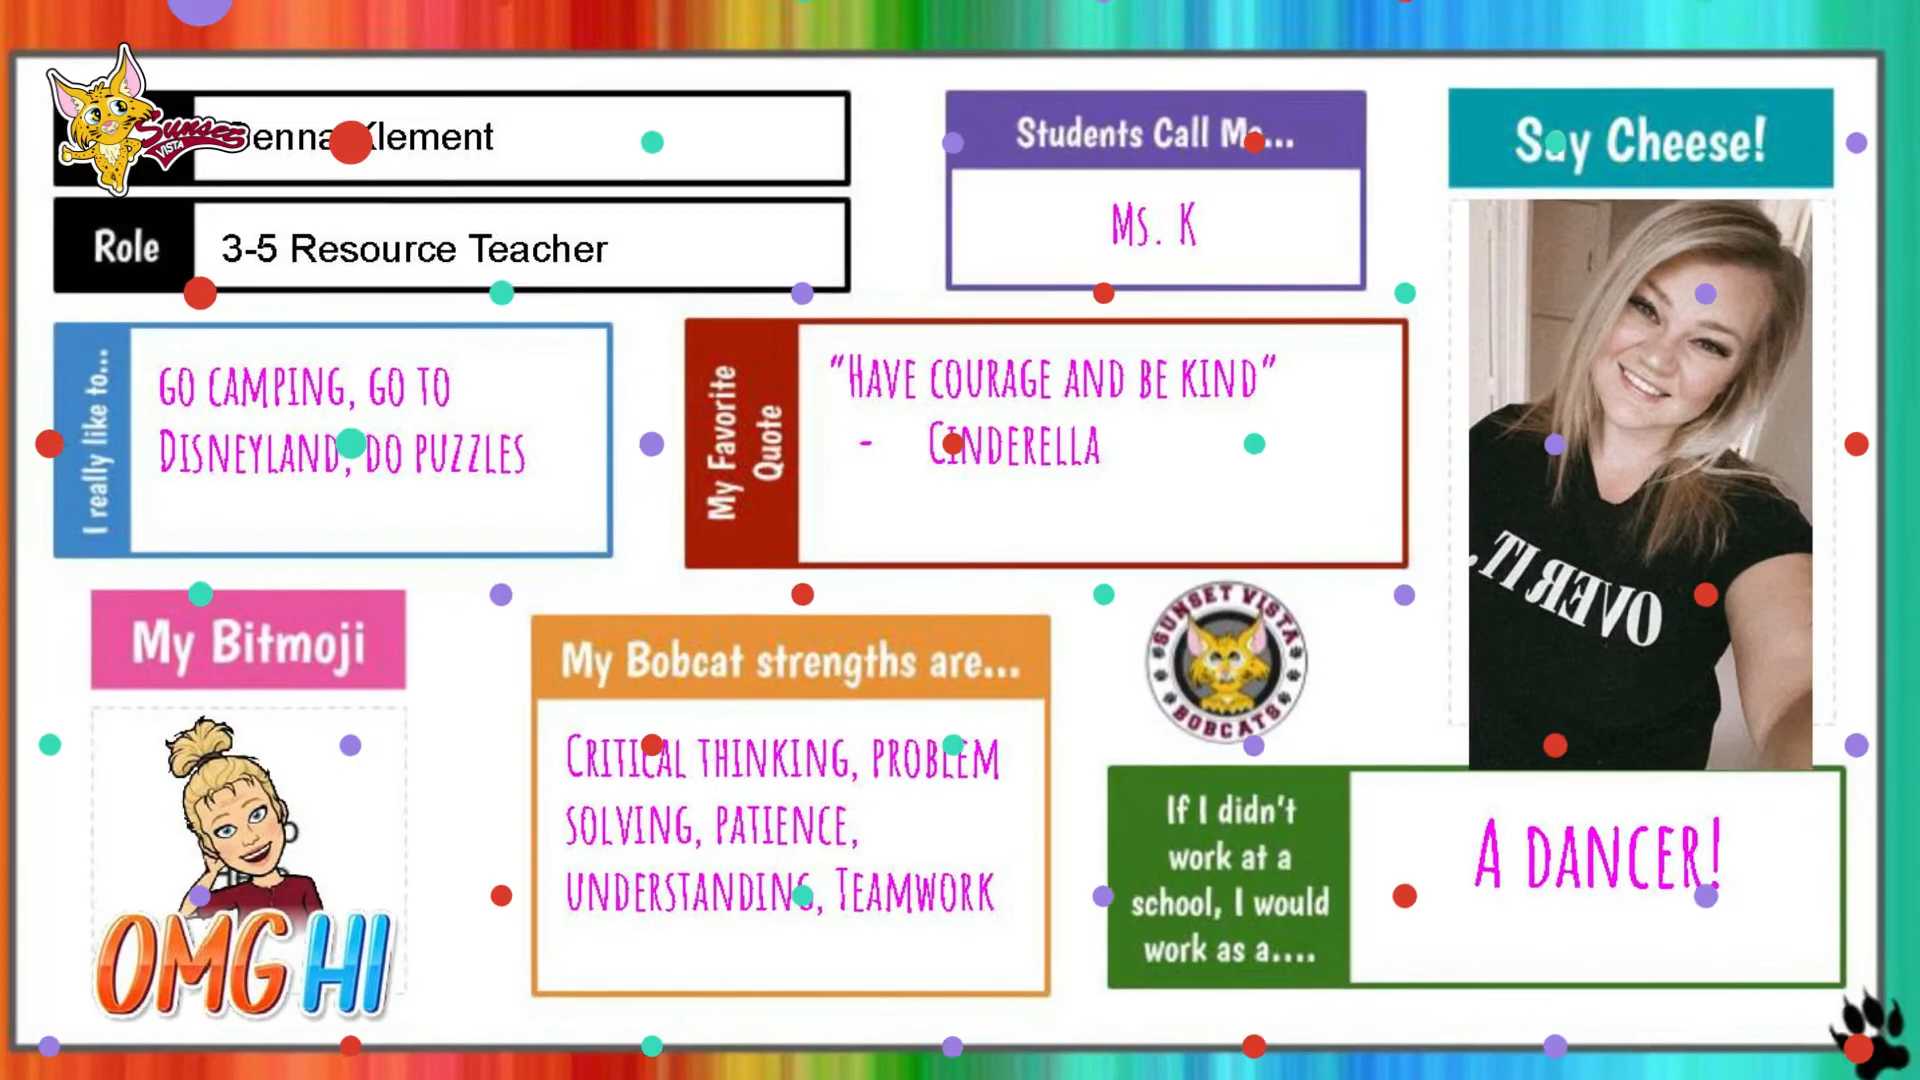 Sunset
VISTA
Klement
Role
3-5 Resource Teacher
Students Call Me...
Ms. K
Say Cheese!
I really like to...
go camping, go to
Disneyland, do puzzles
My Favorite
Quote
“Have courage and be kind”
- Cinderella
OVER IT.
My Bitmoji
OMG HI
My Bobcat strengths are...
Critical thinking, problem
solving, patience,
understanding, Teamwork
SUNSET VISTA
BOBCATS
If I didn't
work at a
school, I would
work as a....
A dancer!